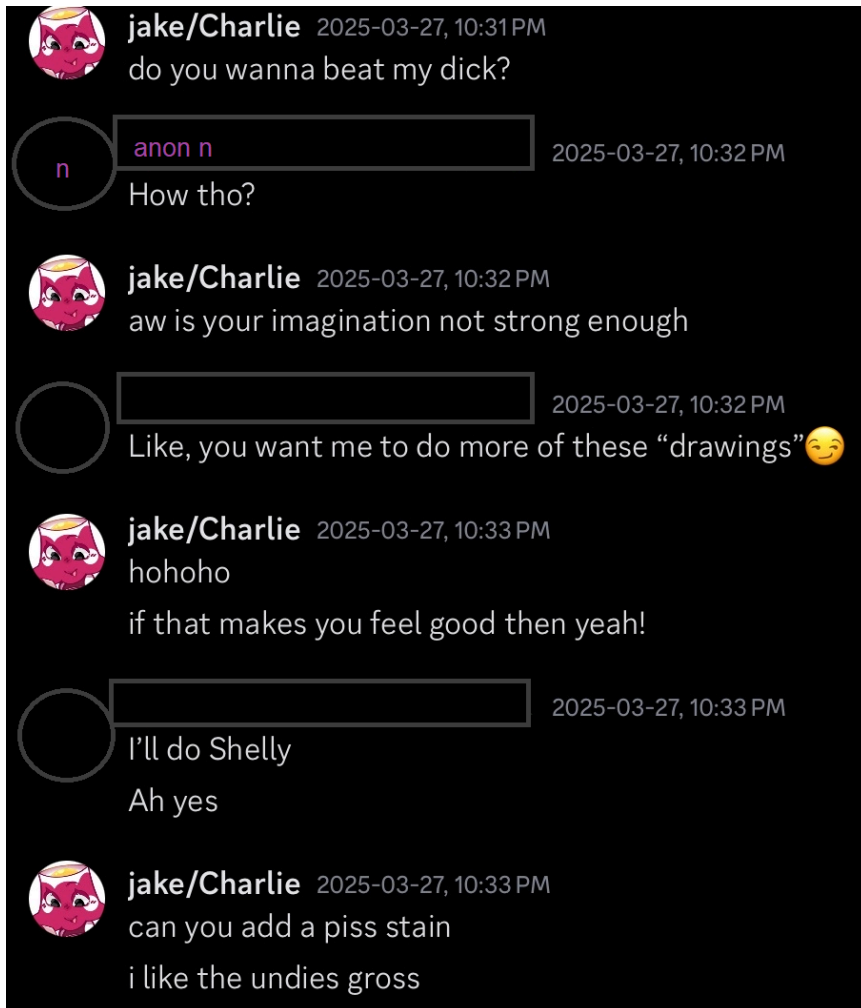 jake/Charlie 2025-03-27, 10:31 PM
do you wanna beat my dick?
anon n 2025-03-27, 10:32 PM
n
How tho?
jake/Charlie 2025-03-27, 10:32 PM
aw is your imagination not strong enough
2025-03-27, 10:32 PM
Like, you want me to do more of these “drawings”😏
jake/Charlie 2025-03-27, 10:33 PM
hohoho
if that makes you feel good then yeah!
2025-03-27, 10:33 PM
I’ll do Shelly
Ah yes
jake/Charlie 2025-03-27, 10:33 PM
can you add a piss stain
i like the undies gross